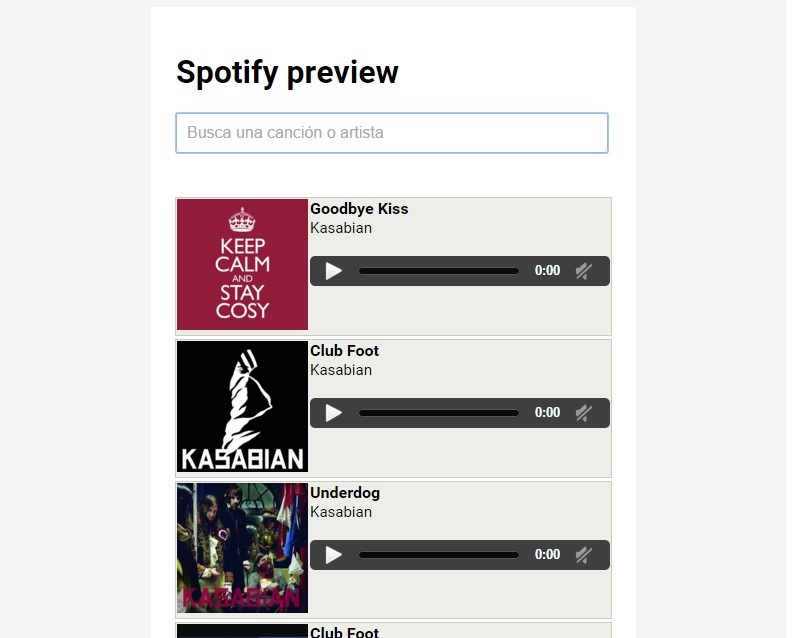 Spotify preview
Busca una canción o artista
KEEP
CALM
AND
STAY
COSY
Goodbye Kiss
Kasabian
0:00
KASABIAN
Club Foot
Kasabian
0:00
KASABIAN
Underdog
Kasabian
0:00
Club Foot